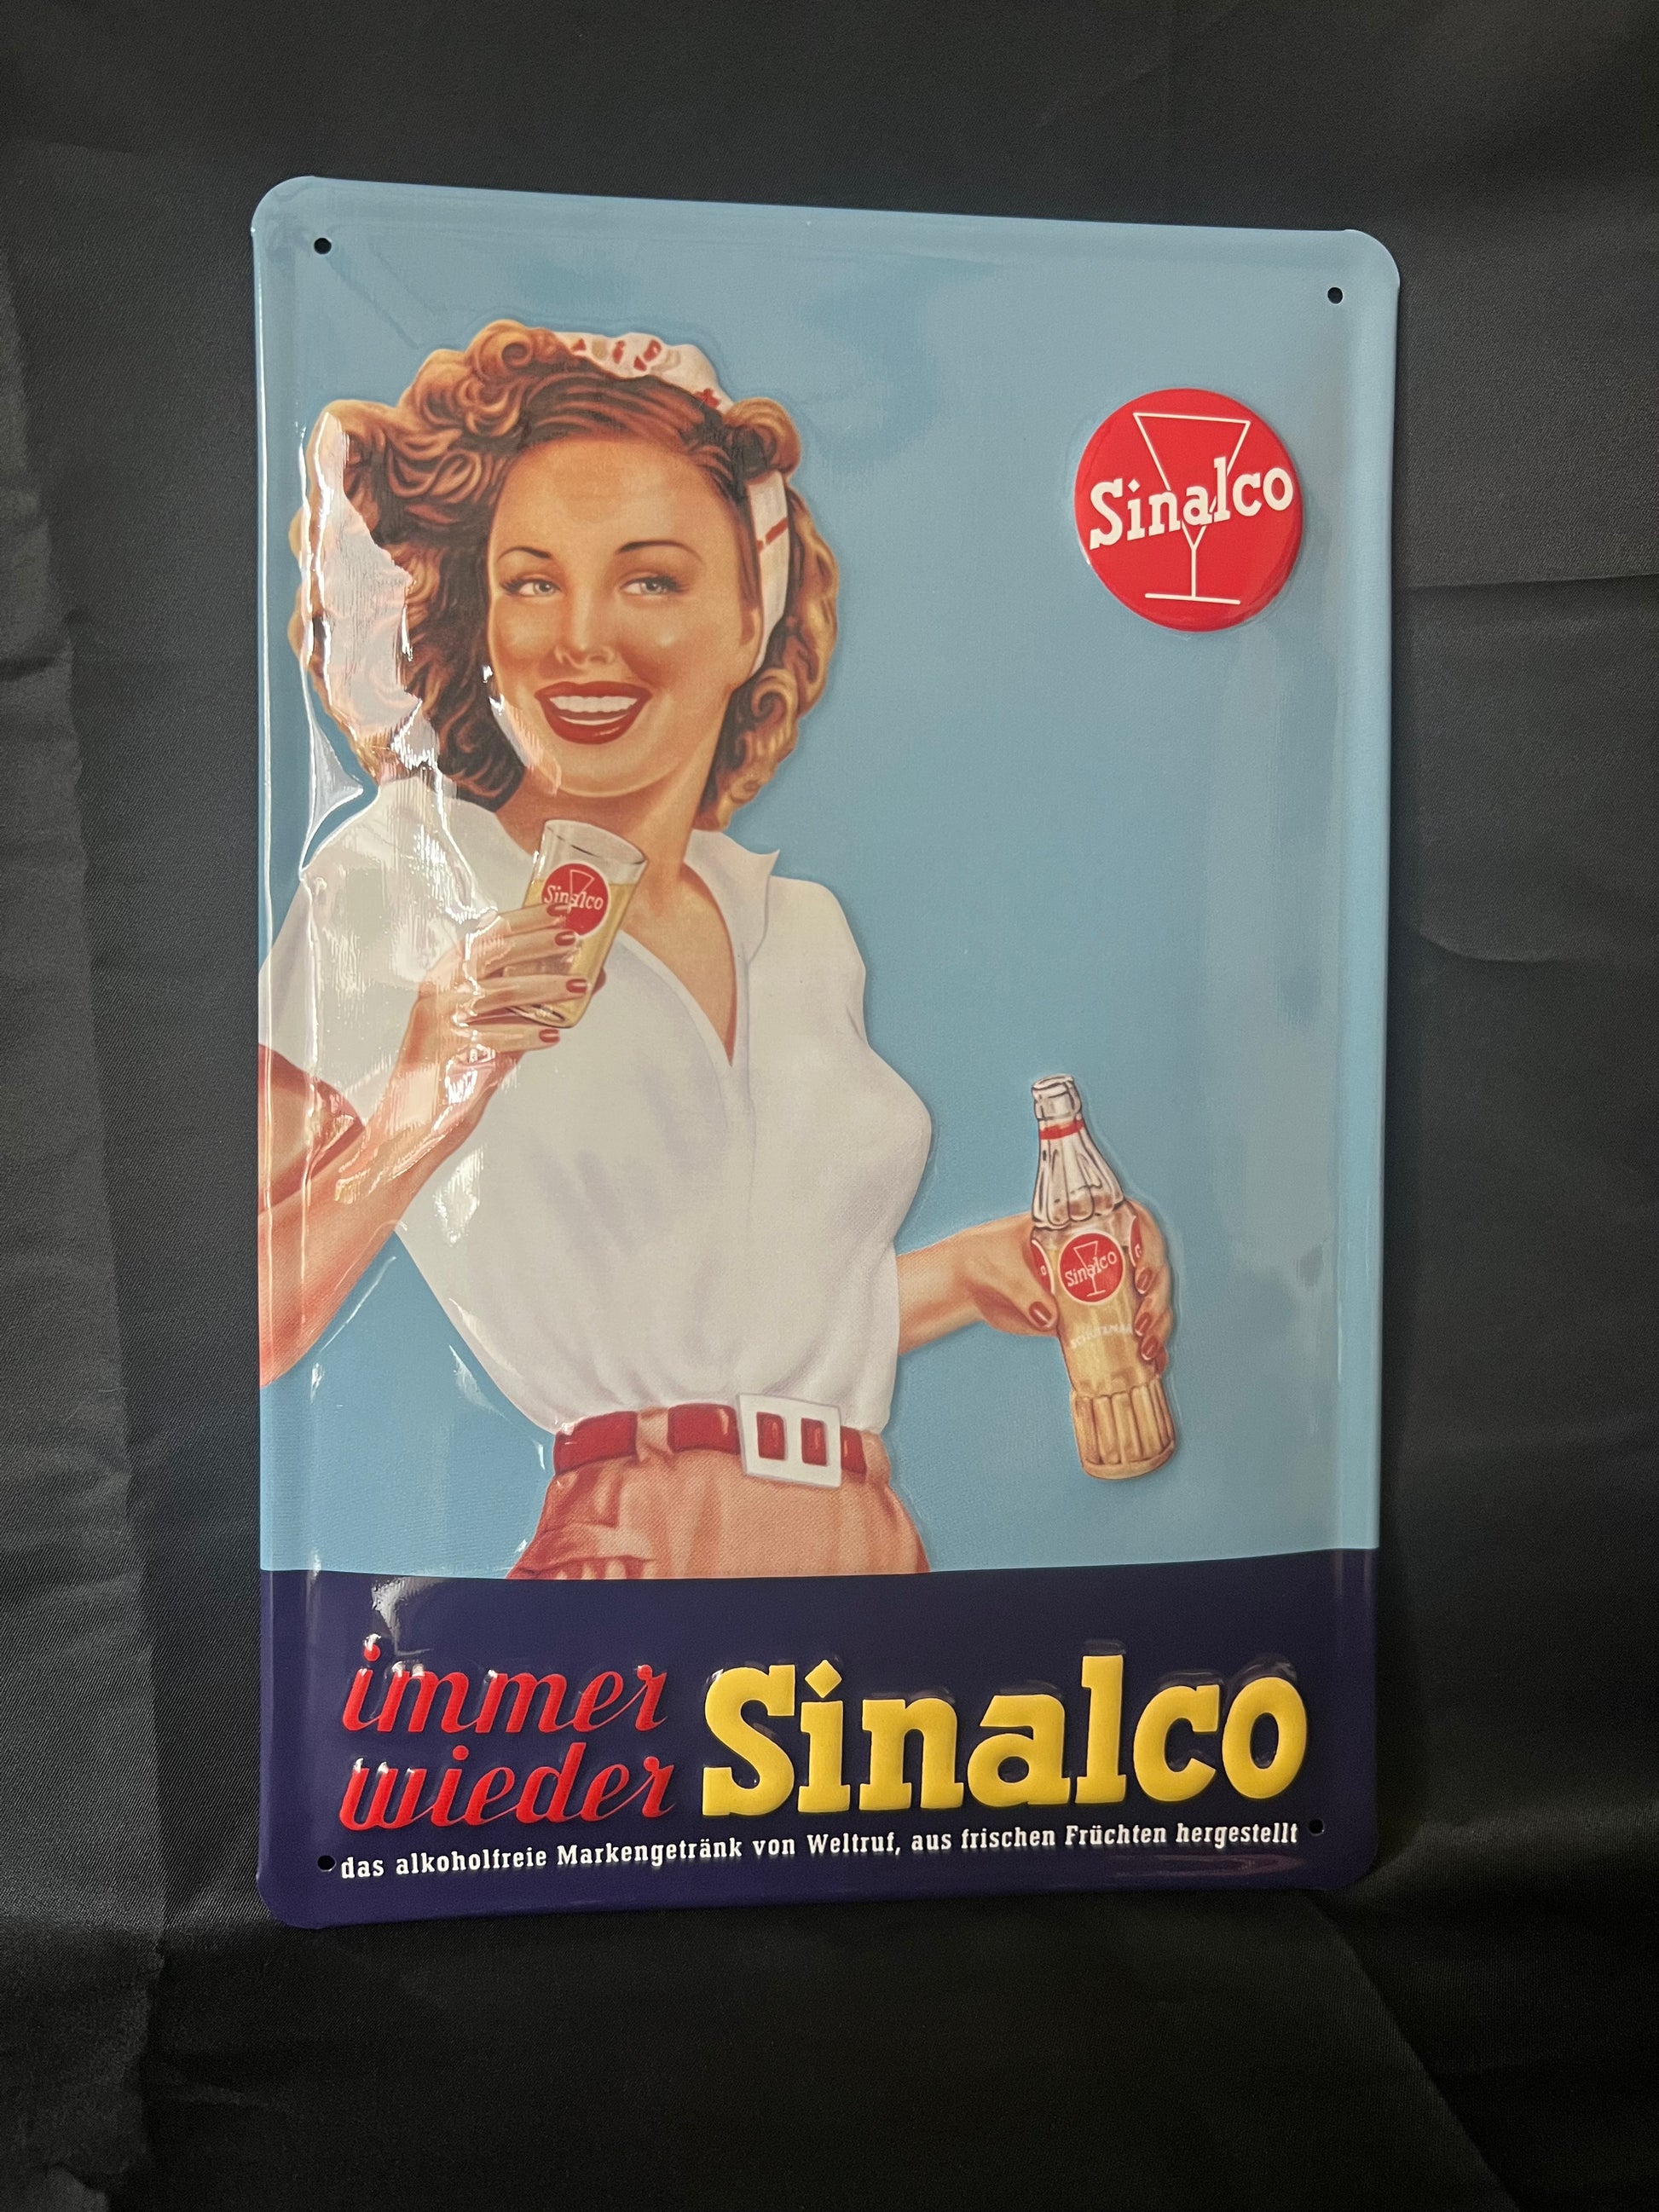 Sinalco
Sinalco
Sinalco
immer
wieder
Sinalco
das alkoholfreie Markengetränk von Weltruf, aus frischen Früchten hergestellt